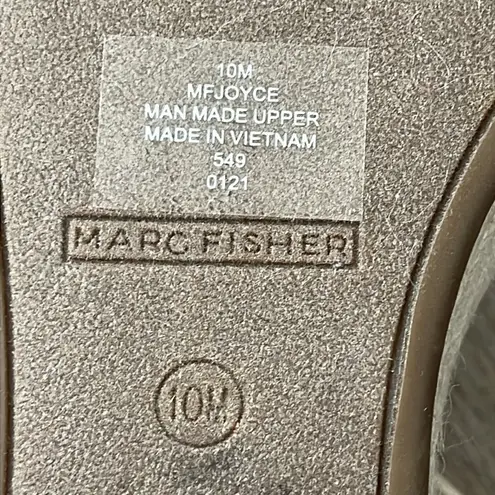 10M
MFJOYCE
MAN MADE UPPER
MADE IN VIETNAM
549
0121
MARC FISHER
10M